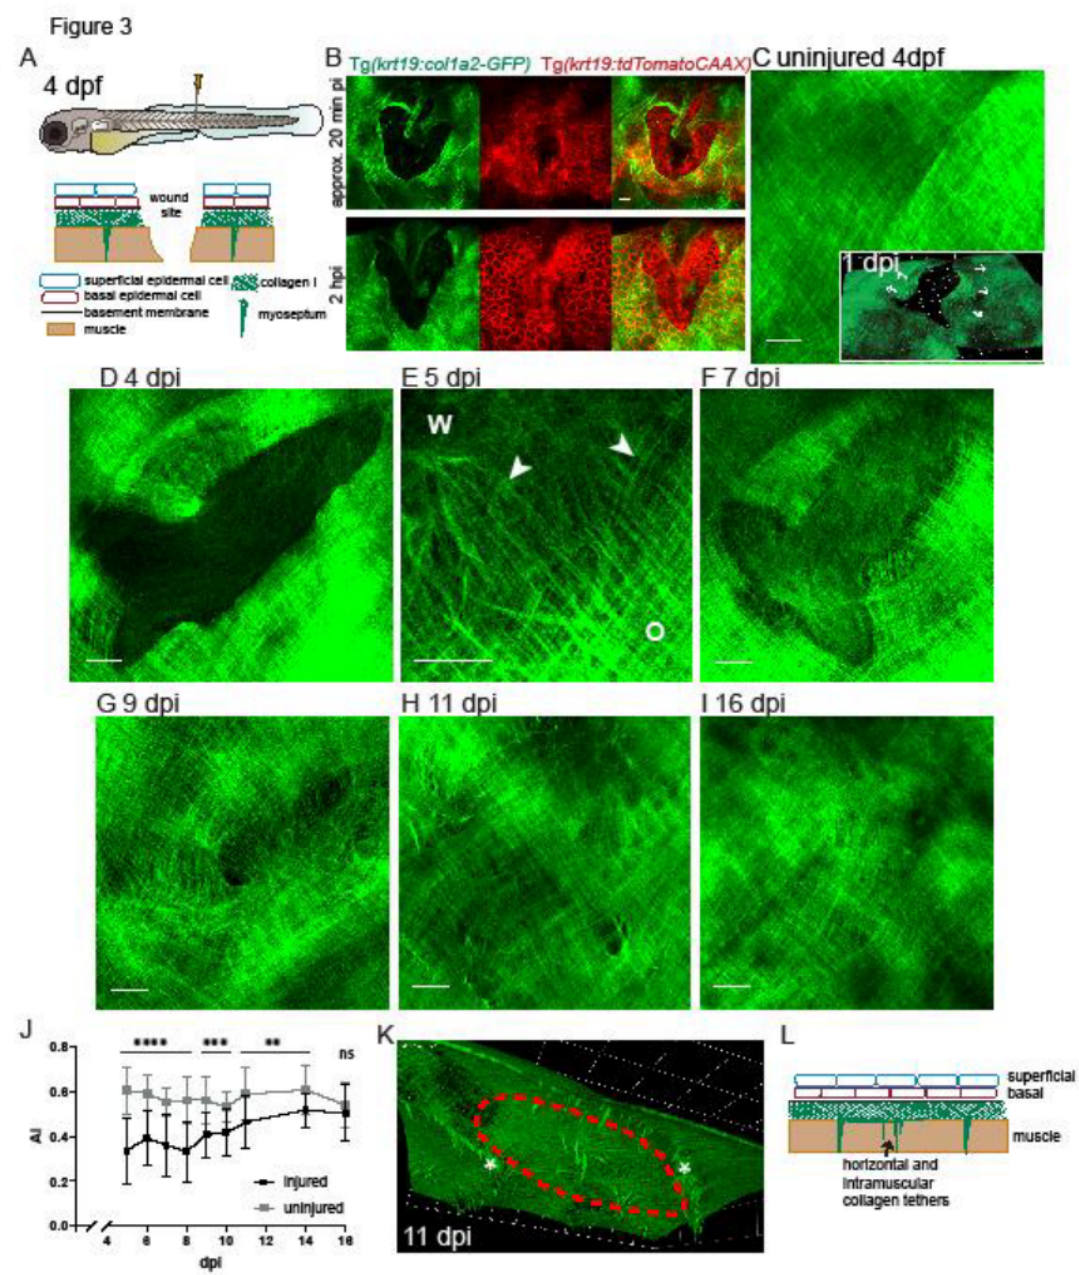 Figure 3
A
4 dpf
wound
site
superficial epidermal cell
collagen I
basal epidermal cell
basement membrane
myoseptum
muscle
B
Tg(krt19:col1a2-GFP) Tg(krt19:tdTomatoCAAX)
approx. 20 min pi
2 hpi
C uninjured 4dpf
1 dpi
D 4 dpi
E 5 dpi
W
O
F 7 dpi
G 9 dpi
H 11 dpi
I 16 dpi
J
**** *** **
ns
0.8
0.6
0.4
0.2
0.0
AI
injured
uninjured
4 6 8 10 12 14 16
dpi
K
* *
11 dpi
L
superficial
basal
muscle
horizontal and
intramuscular
collagen tethers